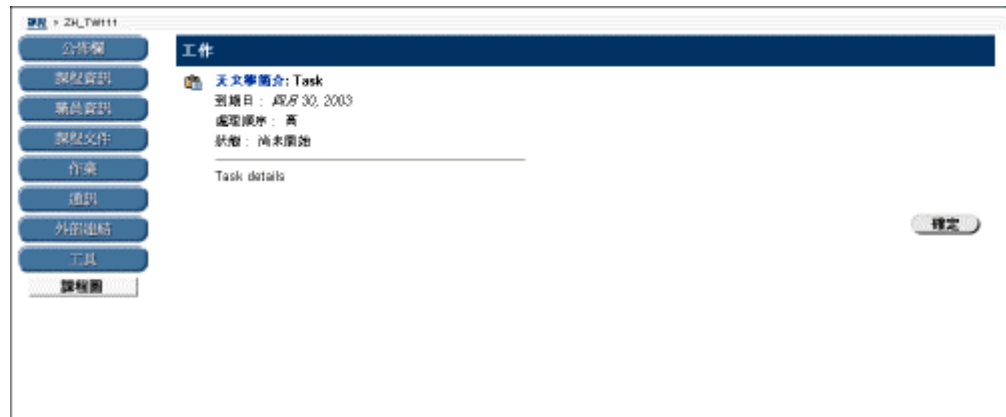 課程 > ZH_TW111
公佈欄
課程資訊
職員資訊
課程文件
作業
通訊
外部連結
工具
課程圖
工作
天文學簡介: Task
到期日： 四月 30, 2003
處理順序： 高
狀態： 尚未開始
Task details
確定